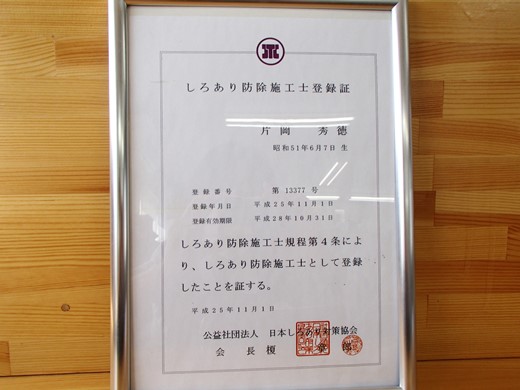 しろあり防除施工士登録証
片岡 秀徳
昭和51年6月7日 生
登録番号 第 13377 号
登録年月日 平成25年11月1日
登録有効期限 平成28年10月31日
しろあり防除施工士規程第4条によ
り、しろあり防除施工士として登録
したことを証する。
平成25年11月1日
公益社団法人 日本しろあり対策協会
会長 榎 章郎